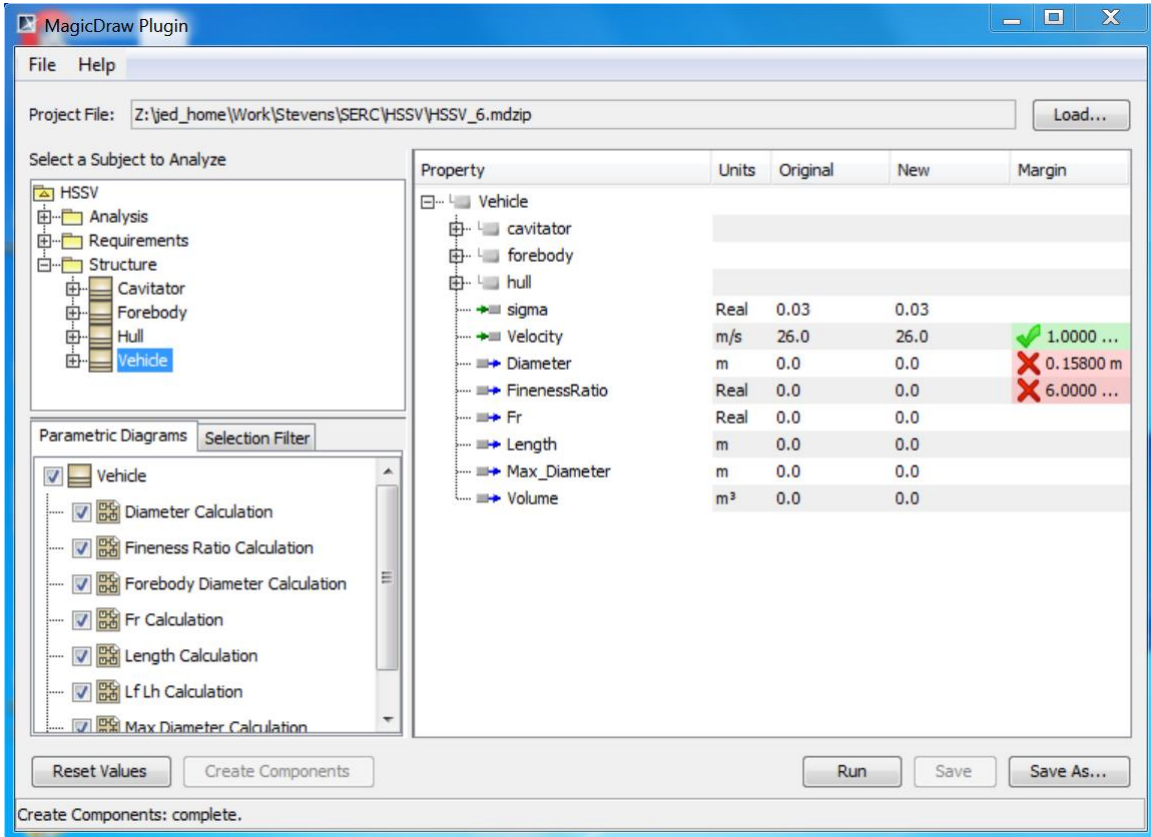 MagicDraw Plugin
File Help
Project File: Z:\jed_home\Work\Stevens\SERC\HSSV\HSSV_6.mdzip Load...
Select a Subject to Analyze
HSSV
Analysis
Requirements
Structure
Cavitator
Forebody
Hull
Vehicle
Parametric Diagrams Selection Filter
Vehicle
Diameter Calculation
Fineness Ratio Calculation
Forebody Diameter Calculation
Fr Calculation
Length Calculation
Lf Lh Calculation
Max Diameter Calculation
Property Units Original New Margin
Vehicle
cavitator
forebody
hull
sigma Real 0.03 0.03
Velocity m/s 26.0 26.0 1.0000 ...
Diameter m 0.0 0.0 0.15800 m
FinenessRatio Real 0.0 0.0 6.0000 ...
Fr Real 0.0 0.0
Length m 0.0 0.0
Max_Diameter m 0.0 0.0
Volume m³ 0.0 0.0
Reset Values Create Components Run Save Save As...
Create Components: complete.